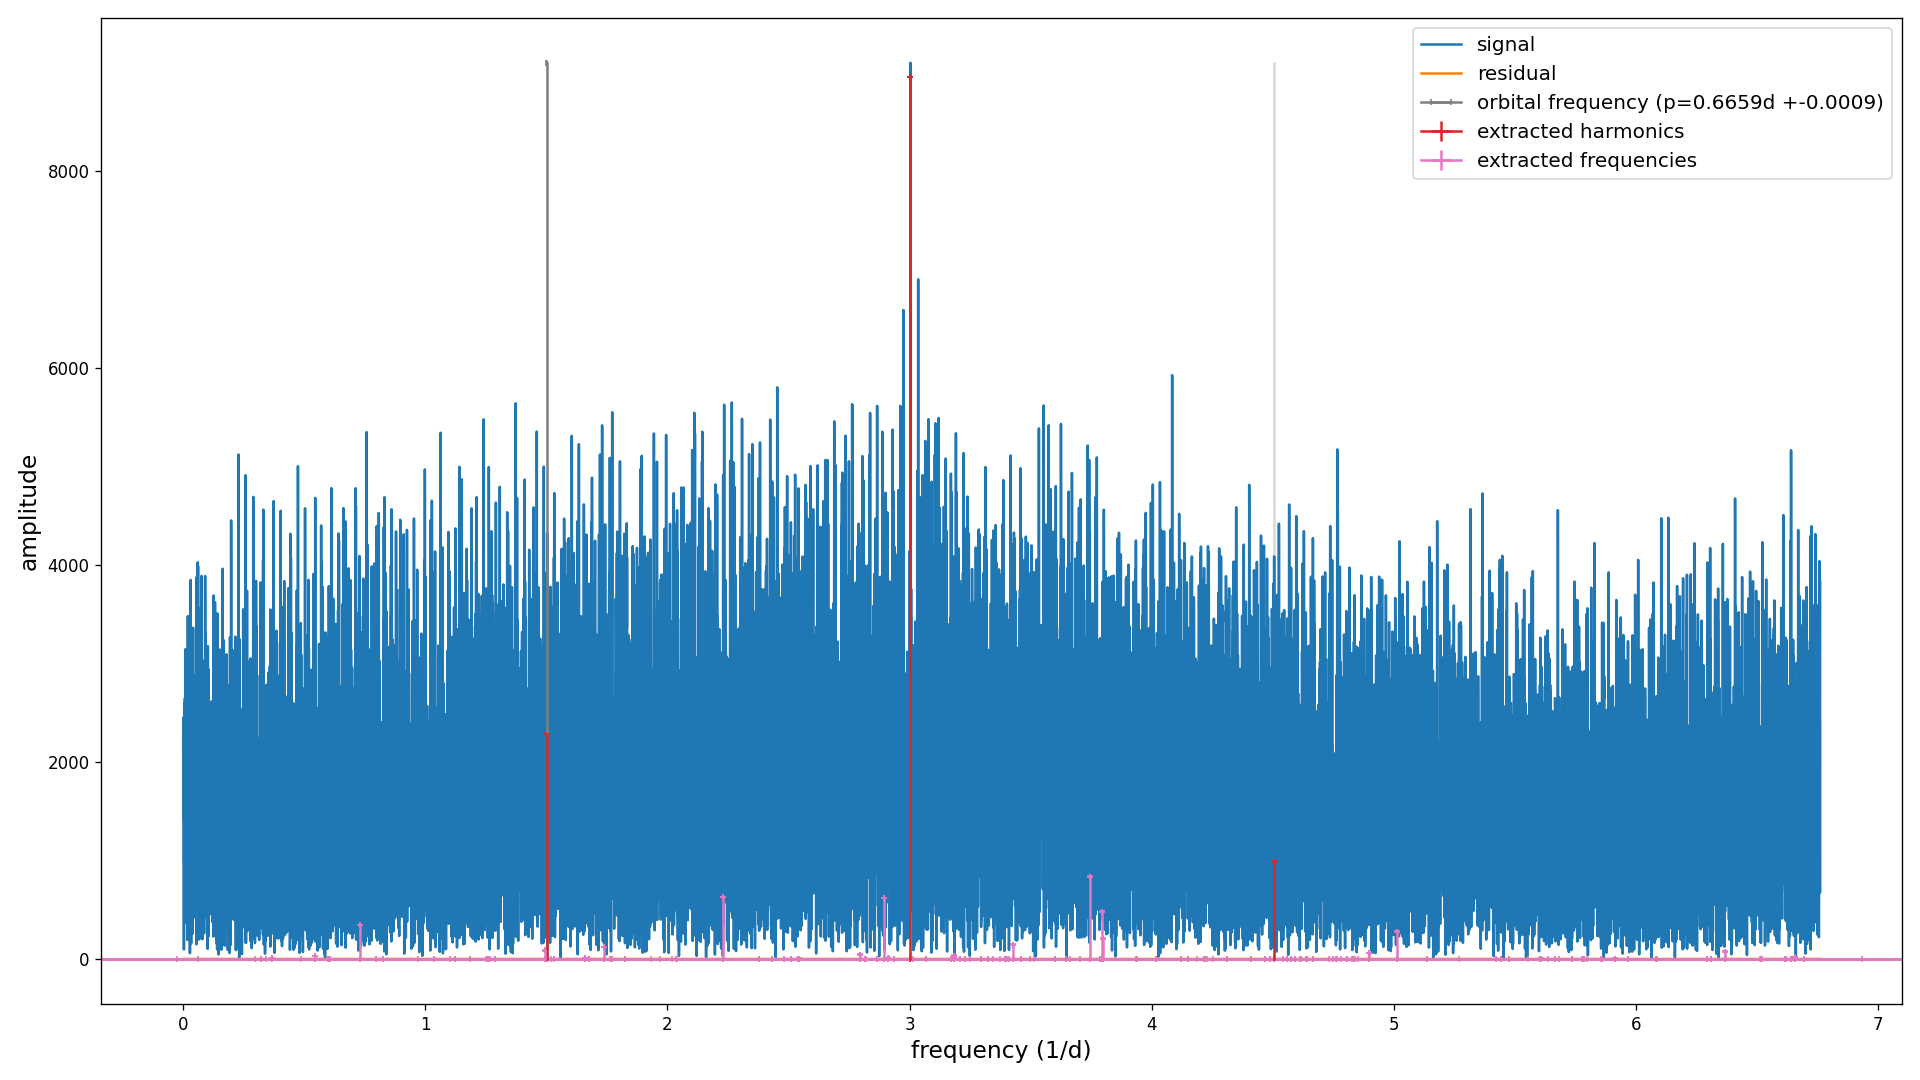 signal
residual
orbital frequency (p=0.6659d +-0.0009)
extracted harmonics
extracted frequencies
amplitude
8000
6000
4000
2000
0
0 1 2 3 4 5 6 7
frequency (1/d)